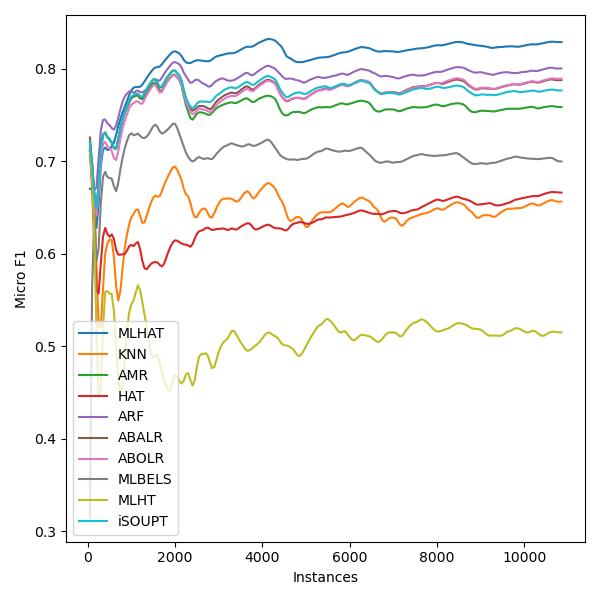 0.8
0.7
0.6
0.5
0.4
0.3
Micro F1
MLHAT
KNN
AMR
HAT
ARF
ABALR
ABOLR
MLBELS
MLHT
iSOUPT
0 2000 4000 6000 8000 10000
Instances